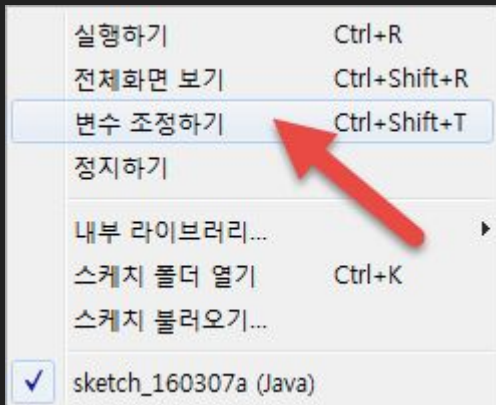 실행하기 Ctrl+R
전체화면 보기 Ctrl+Shift+R
변수 조정하기 Ctrl+Shift+T
정지하기
내부 라이브러리...
스케치 폴더 열기 Ctrl+K
스케치 불러오기...
sketch_160307a (Java)